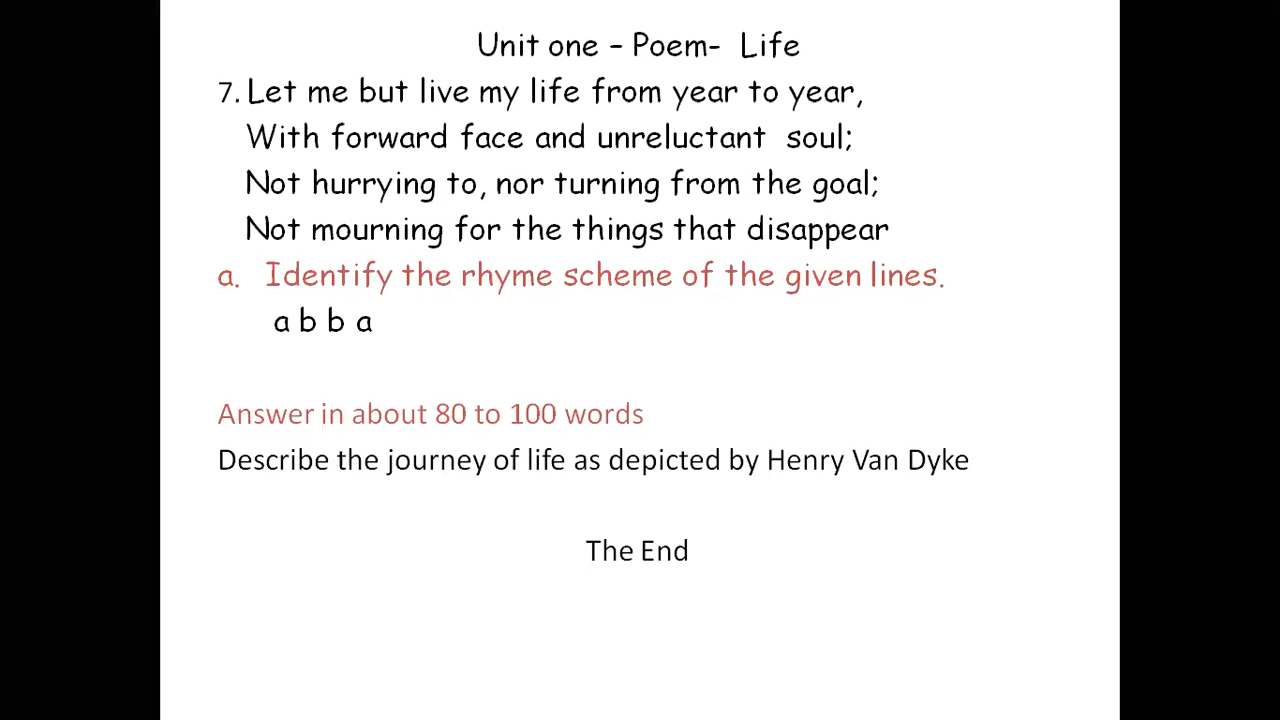 Unit one – Poem- Life
7. Let me but live my life from year to year,
With forward face and unreluctant soul;
Not hurrying to, nor turning from the goal;
Not mourning for the things that disappear
a. Identify the rhyme scheme of the given lines.
a b b a
Answer in about 80 to 100 words
Describe the journey of life as depicted by Henry Van Dyke
The End